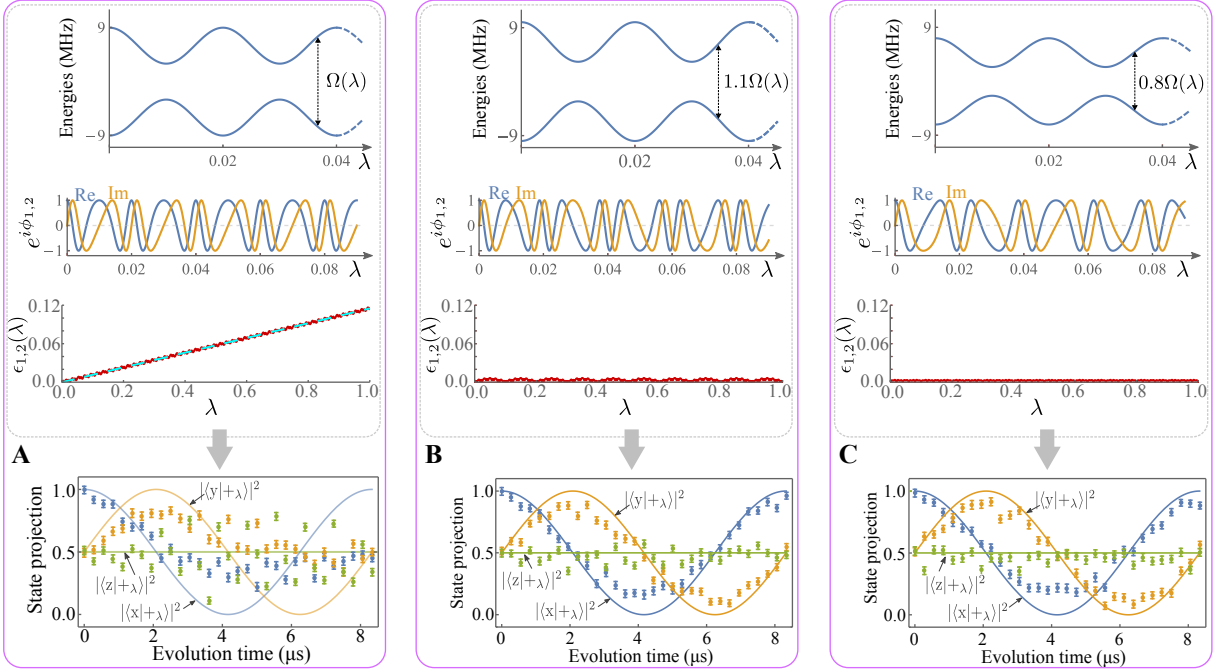 Energies (MHz)
9
−9
0.02
0.04
λ
Ω(λ)
e^{iϕ_{1,2}}
1
0
−1
Re
Im
0
0.02
0.04
0.06
0.08
λ
ϵ_{1,2}(λ)
0.12
0.06
0.0
0.0
0.2
0.4
0.6
0.8
1.0
λ
A
State projection
1.0
0.5
0.0
|⟨y|+_λ⟩|²
|⟨z|+_λ⟩|²
|⟨x|+_λ⟩|²
0
2
4
6
8
Evolution time (μs)
Energies (MHz)
9
−9
0.02
0.04
λ
1.1Ω(λ)
e^{iϕ_{1,2}}
1
0
−1
Re
Im
0
0.02
0.04
0.06
0.08
λ
ϵ_{1,2}(λ)
0.12
0.06
0.0
0.0
0.2
0.4
0.6
0.8
1.0
λ
B
State projection
1.0
0.5
0.0
|⟨y|+_λ⟩|²
|⟨z|+_λ⟩|²
|⟨x|+_λ⟩|²
0
2
4
6
8
Evolution time (μs)
Energies (MHz)
9
−9
0.02
0.04
λ
0.8Ω(λ)
e^{iϕ_{1,2}}
1
0
−1
Re
Im
0
0.02
0.04
0.06
0.08
λ
ϵ_{1,2}(λ)
0.12
0.06
0.0
0.0
0.2
0.4
0.6
0.8
1.0
λ
C
State projection
1.0
0.5
0.0
|⟨y|+_λ⟩|²
|⟨z|+_λ⟩|²
|⟨x|+_λ⟩|²
0
2
4
6
8
Evolution time (μs)